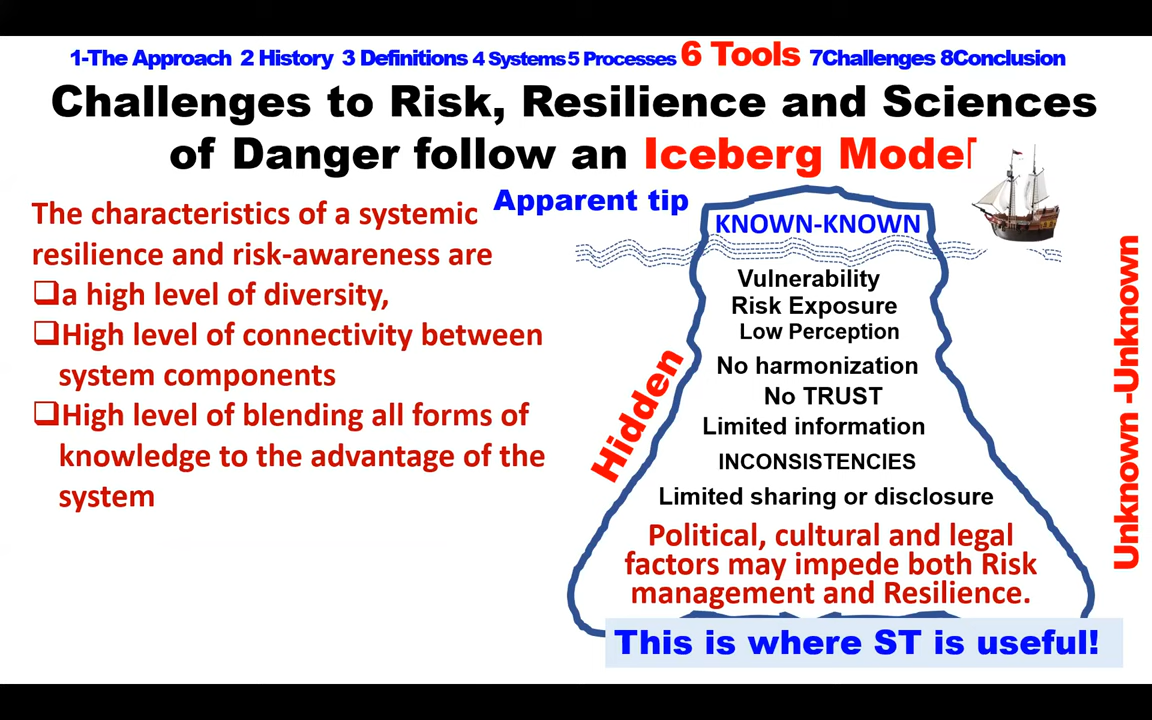 1-The Approach 2 History 3 Definitions 4 Systems 5 Processes 6 Tools 7Challenges 8Conclusion
Challenges to Risk, Resilience and Sciences
of Danger follow an Iceberg Model
The characteristics of a systemic
resilience and risk-awareness are
❑a high level of diversity,
❑High level of connectivity between
system components
❑High level of blending all forms of
knowledge to the advantage of the
system
Apparent tip
KNOWN-KNOWN
Vulnerability
Risk Exposure
Low Perception
No harmonization
No TRUST
Limited information
INCONSISTENCIES
Limited sharing or disclosure
Political, cultural and legal
factors may impede both Risk
management and Resilience.
Hidden
Unknown -Unknown
This is where ST is useful!